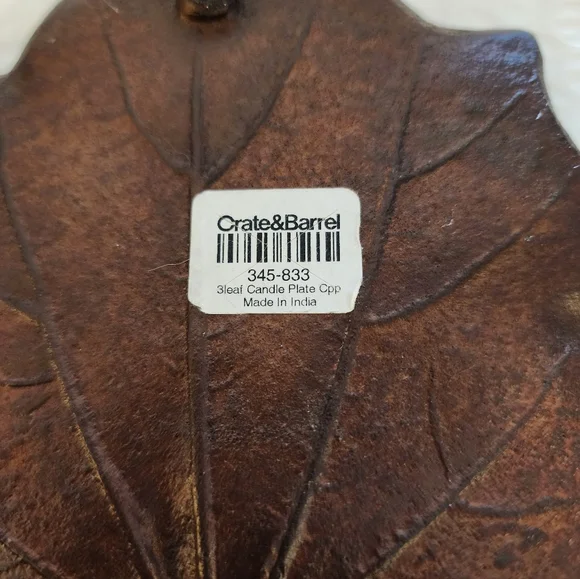 Crate&Barrel
345-833
3leaf Candle Plate Cpp
Made In India